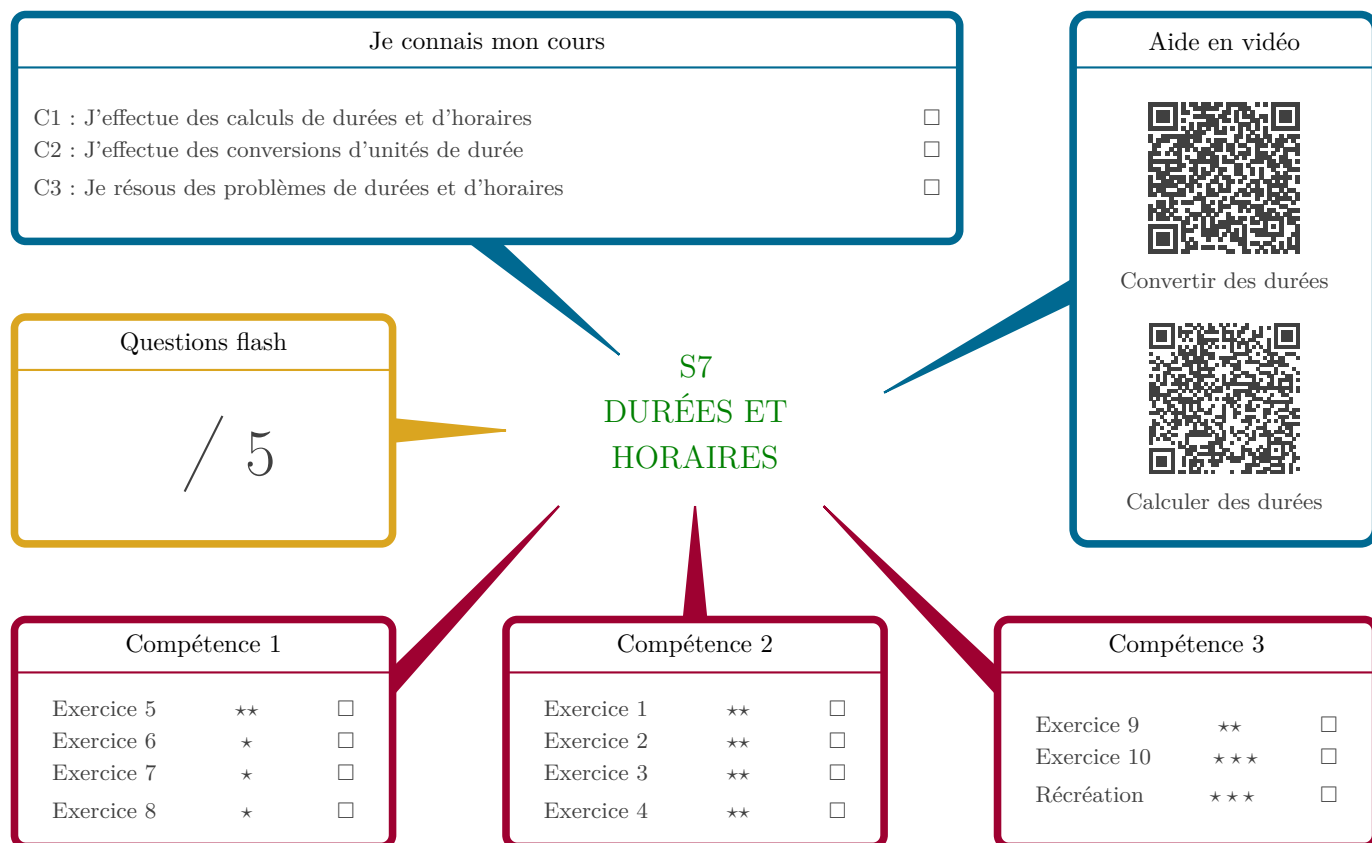 Je connais mon cours
C1 : J'effectue des calculs de durées et d'horaires □
C2 : J'effectue des conversions d'unités de durée □
C3 : Je résous des problèmes de durées et d'horaires □
Aide en vidéo
Convertir des durées
Calculer des durées
Questions flash
/ 5
S7
DURÉES ET
HORAIRES
Compétence 1
Exercice 5 ⋆⋆ □
Exercice 6 ⋆ □
Exercice 7 ⋆ □
Exercice 8 ⋆ □
Compétence 2
Exercice 1 ⋆⋆ □
Exercice 2 ⋆⋆ □
Exercice 3 ⋆⋆ □
Exercice 4 ⋆⋆ □
Compétence 3
Exercice 9 ⋆⋆ □
Exercice 10 ⋆ ⋆ ⋆ □
Récréation ⋆ ⋆ ⋆ □